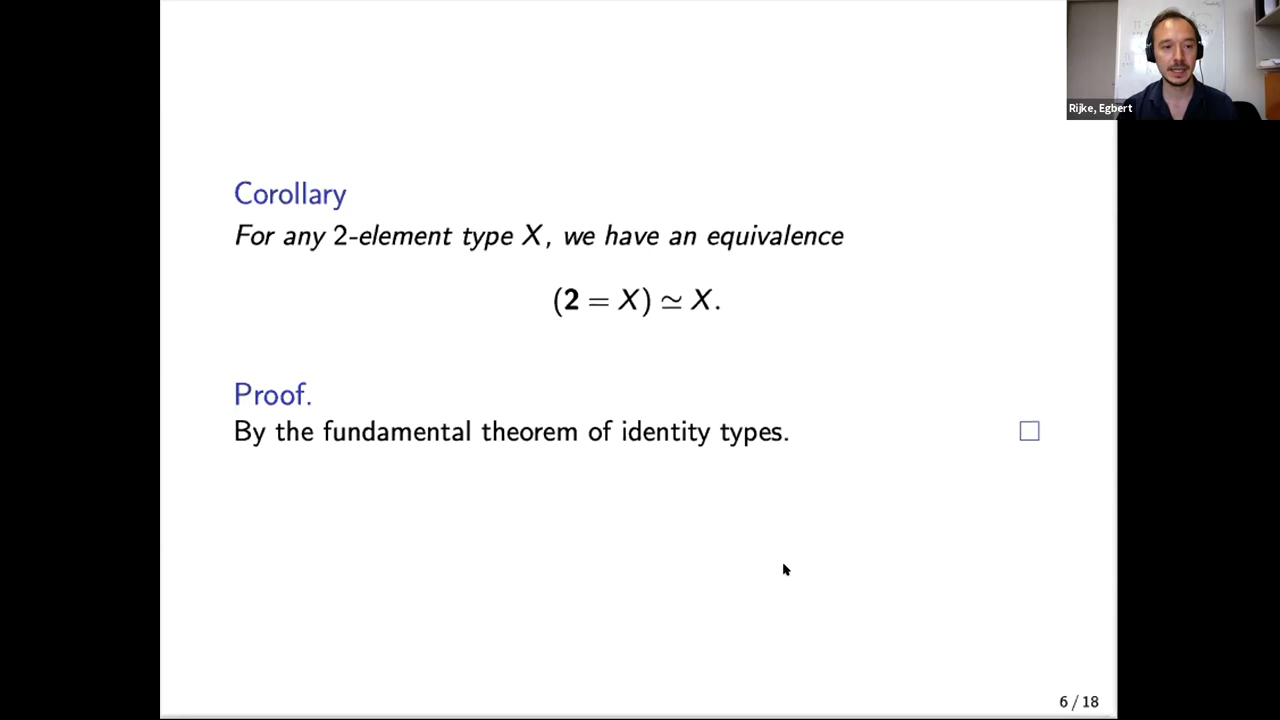 Rijke, Egbert
Corollary
For any 2-element type X, we have an equivalence
(2 = X) ≃ X.
Proof.
By the fundamental theorem of identity types. □
6 / 18